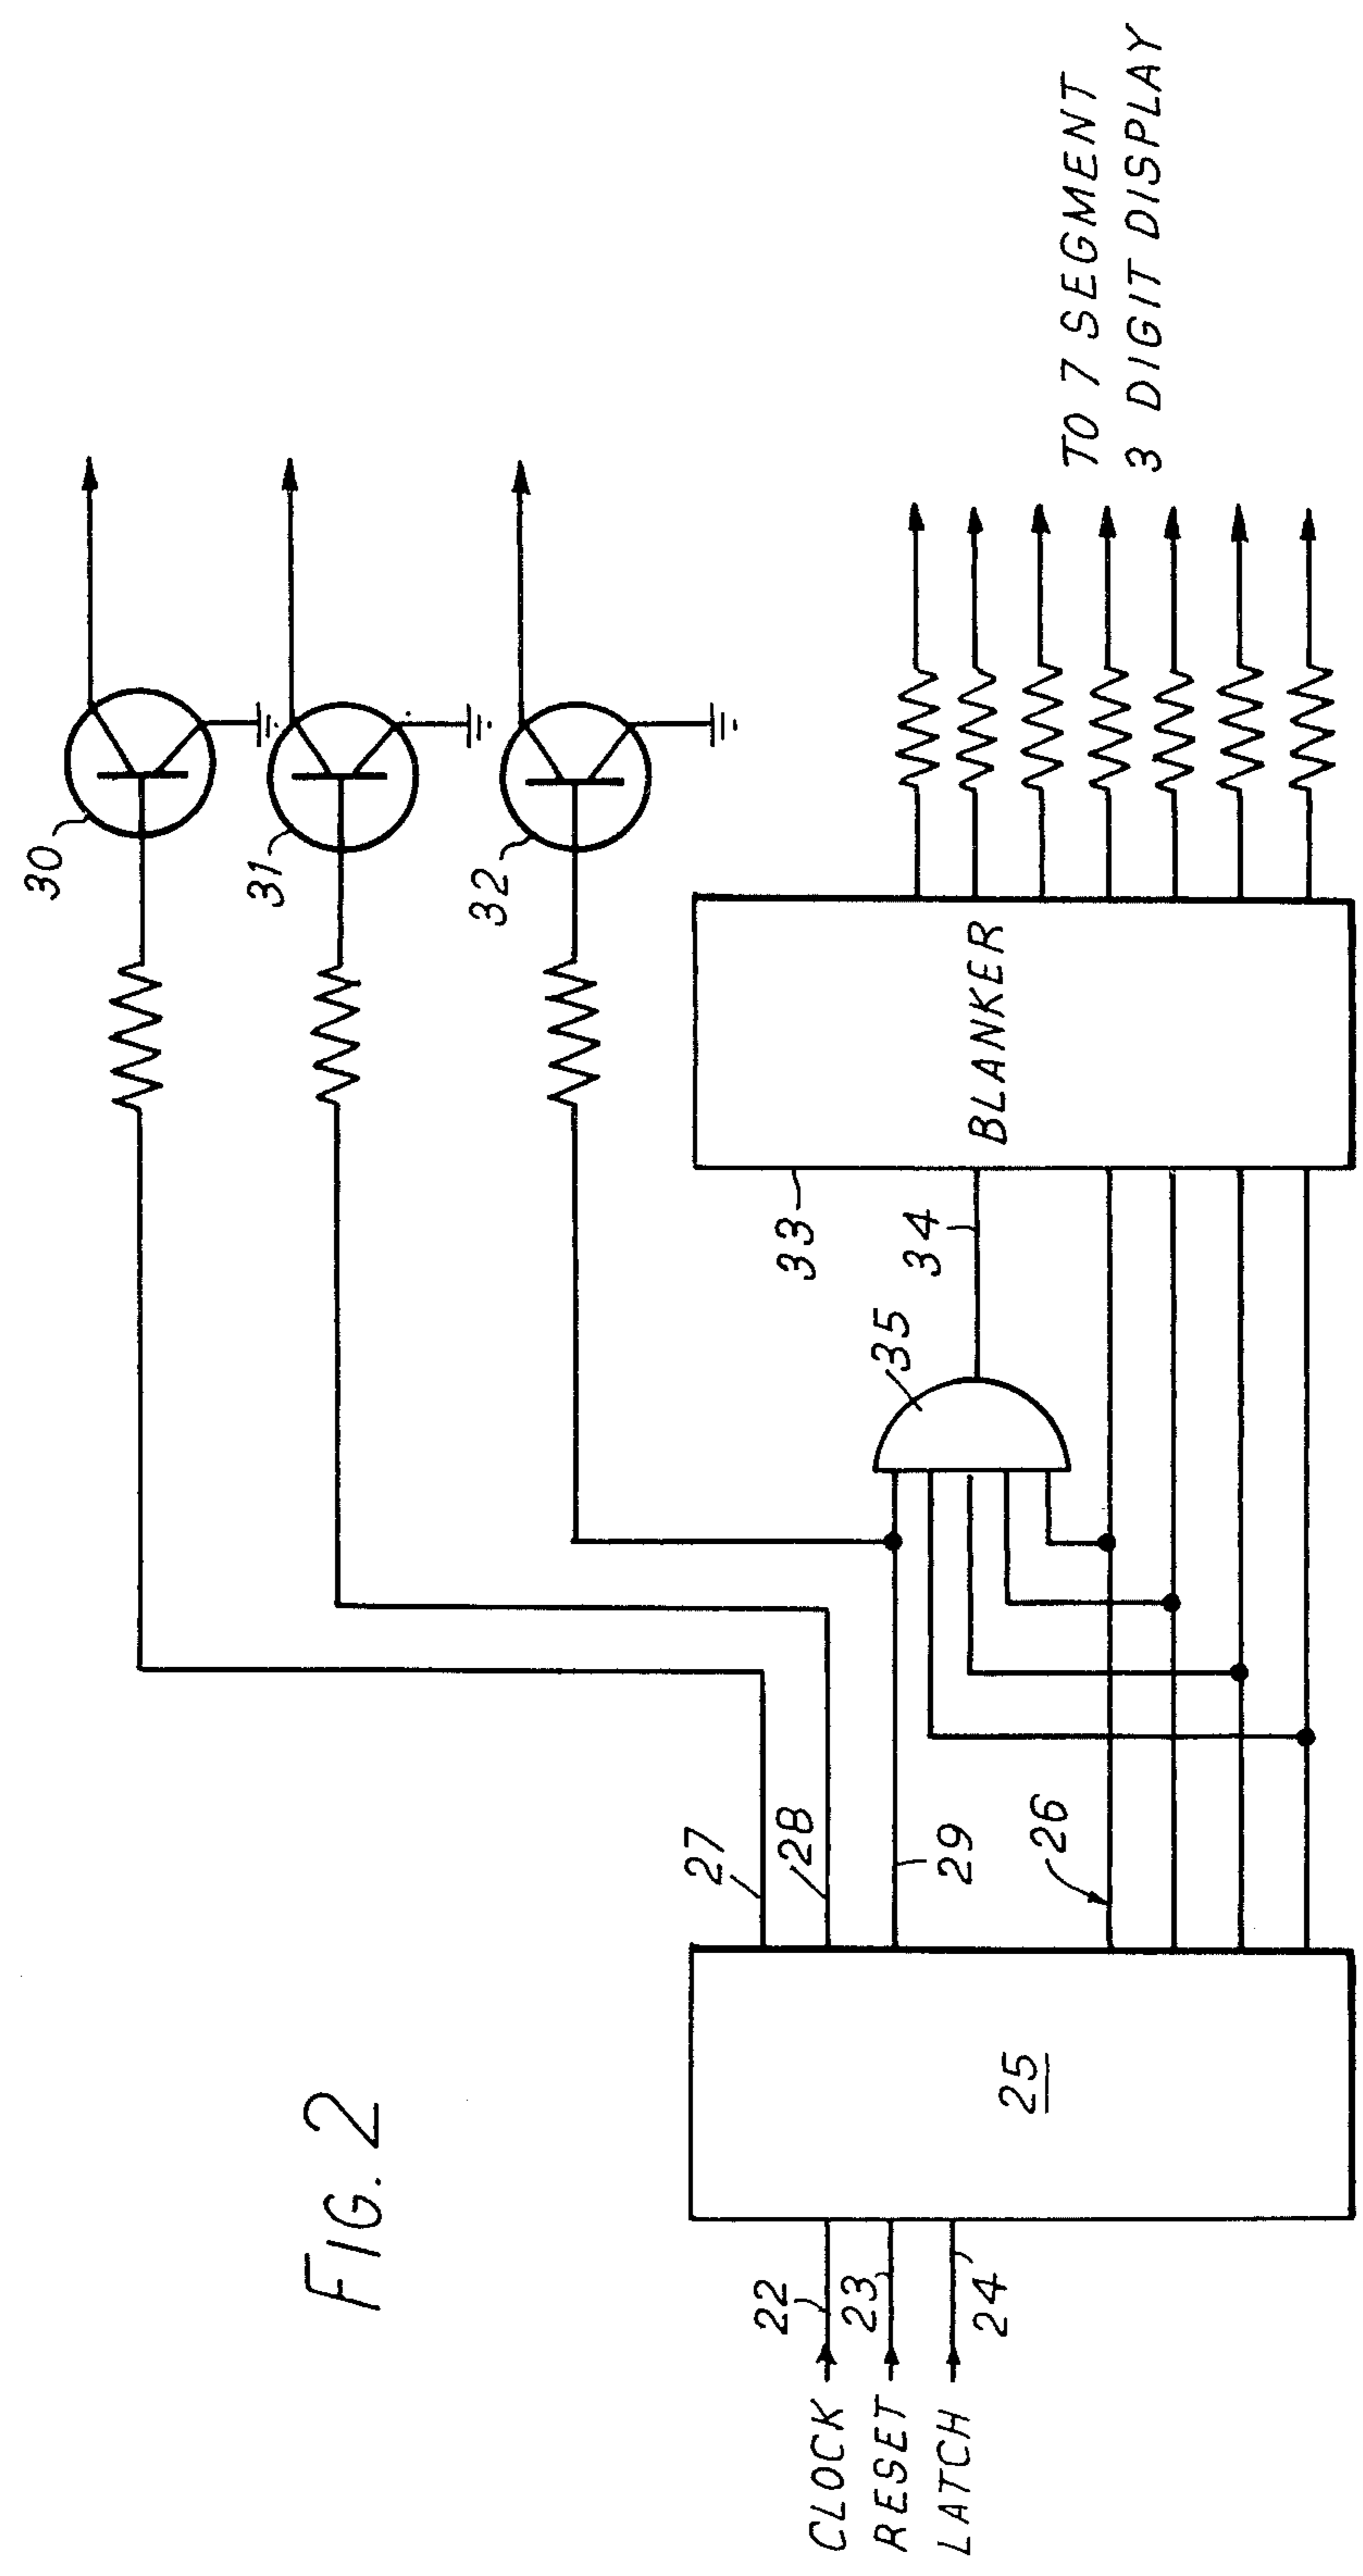 FIG. 2
30
31
32
27
28
29
26
35
34
33
BLANKER
25
CLOCK
22
RESET
23
LATCH
24
TO 7 SEGMENT
3 DIGIT DISPLAY